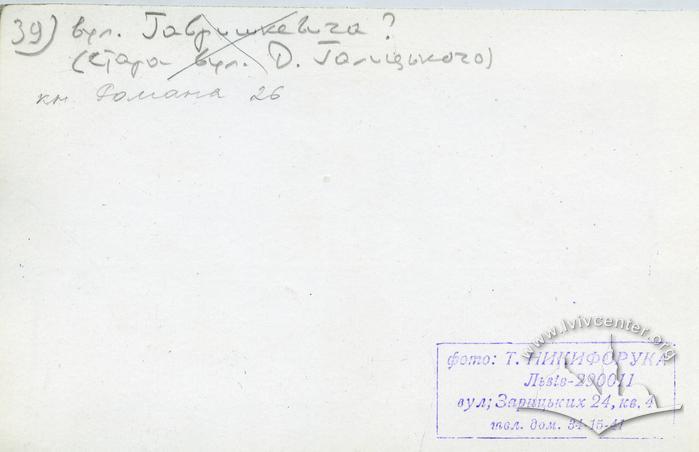 39) вул. Гавришкевича?
(стара вул. Д. Галицького)
кн Романа 26
www.lvivcenter.org
фото: Т. НИКИФОРУКА
Львів-290011
вул; Зарицьких 24, кв. 4
тел. дом. 34-15-41